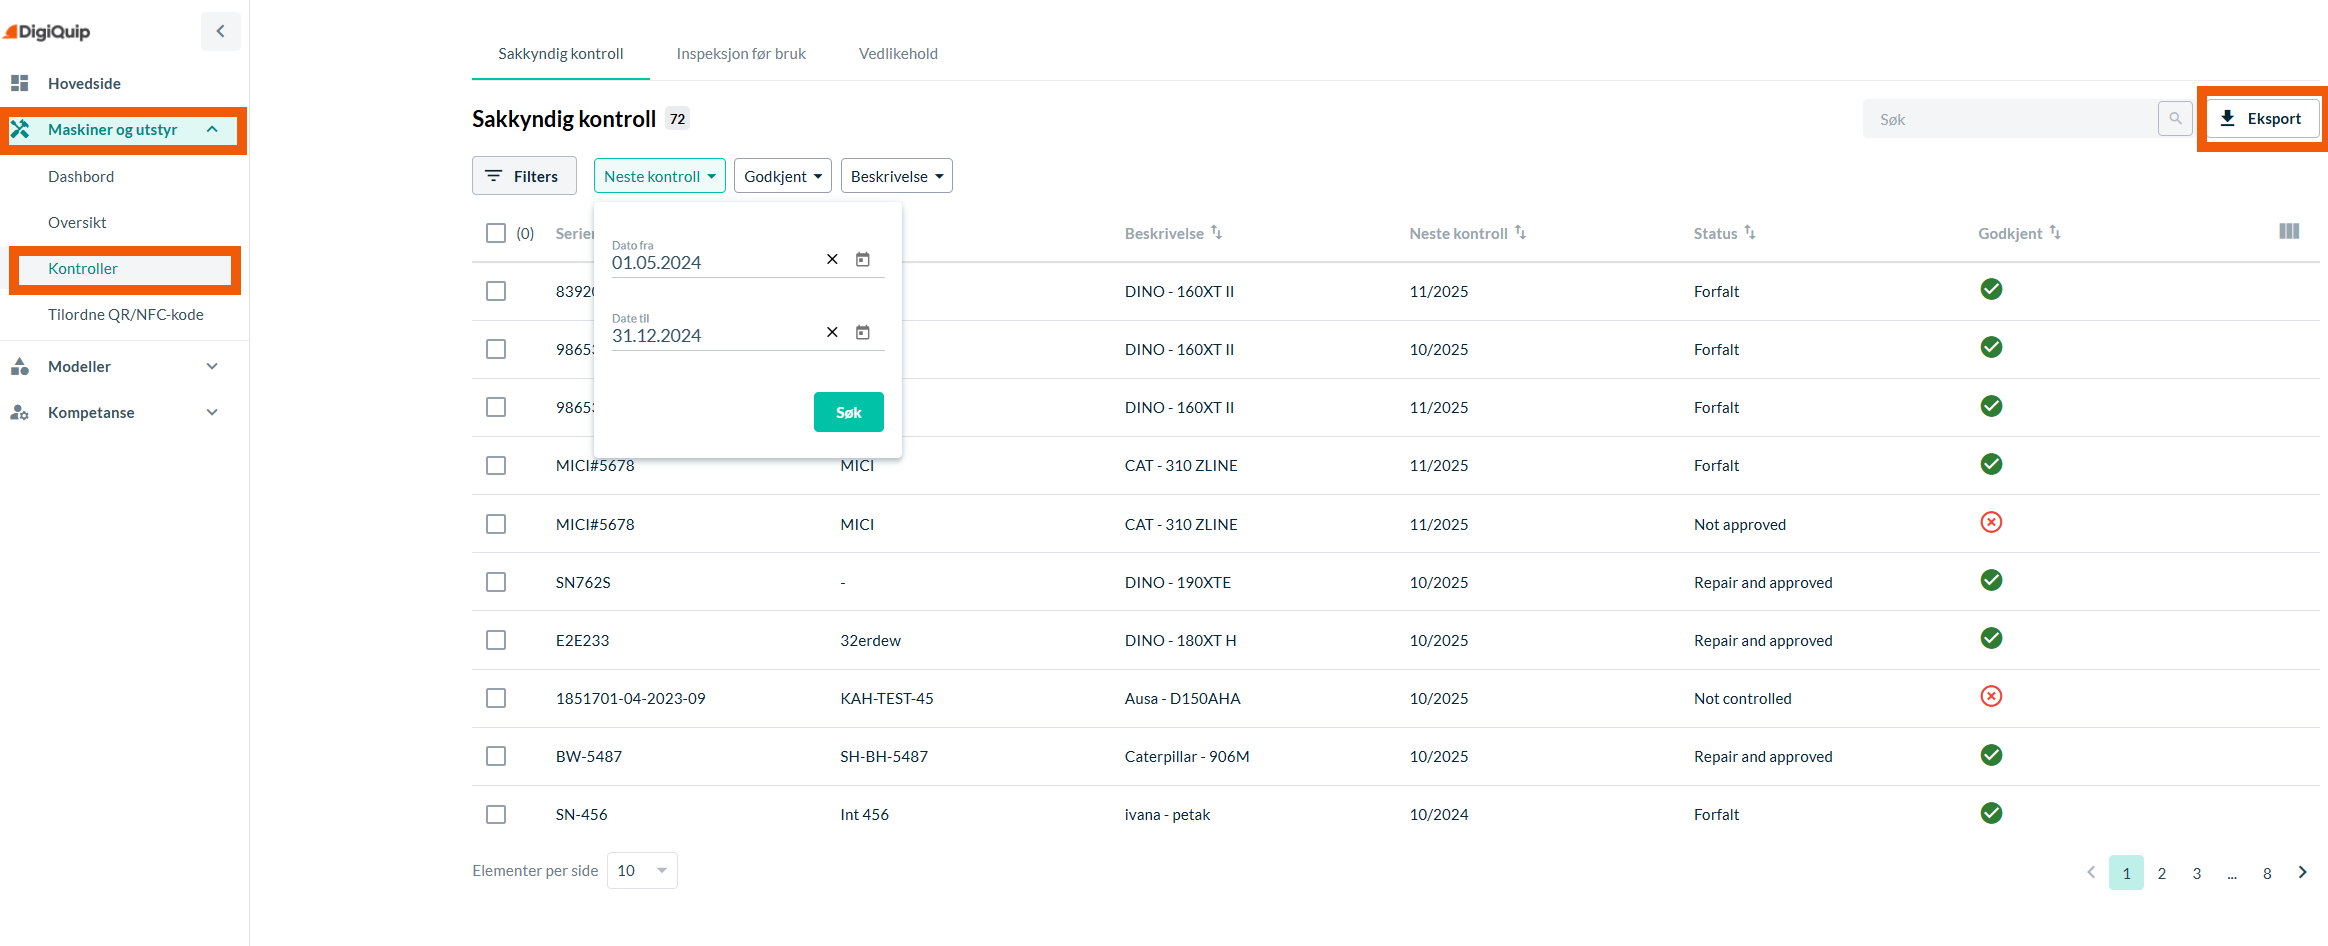 DigiQuip
Hovedside
Maskiner og utstyr
Dashbord
Oversikt
Kontroller
Tilordne QR/NFC-kode
Modeller
Kompetanse
Sakkyndig kontroll Inspeksjon før bruk Vedlikehold
Sakkyndig kontroll 72
Søk
Eksport
Filters Neste kontroll Godkjent Beskrivelse
Dato fra
01.05.2024
Date til
31.12.2024
Søk
(0) Serien Beskrivelse Neste kontroll Status Godkjent
8392 DINO - 160XT II 11/2025 Forfalt
9865 DINO - 160XT II 10/2025 Forfalt
9865 DINO - 160XT II 11/2025 Forfalt
MICI#5678 MICI CAT - 310 ZLINE 11/2025 Forfalt
MICI#5678 MICI CAT - 310 ZLINE 11/2025 Not approved
SN762S - DINO - 190XTE 10/2025 Repair and approved
E2E233 32erdew DINO - 180XT H 10/2025 Repair and approved
1851701-04-2023-09 KAH-TEST-45 Ausa - D150AHA 10/2025 Not controlled
BW-5487 SH-BH-5487 Caterpillar - 906M 10/2025 Repair and approved
SN-456 Int 456 ivana - petak 10/2024 Forfalt
Elementer per side 10
1 2 3 ... 8